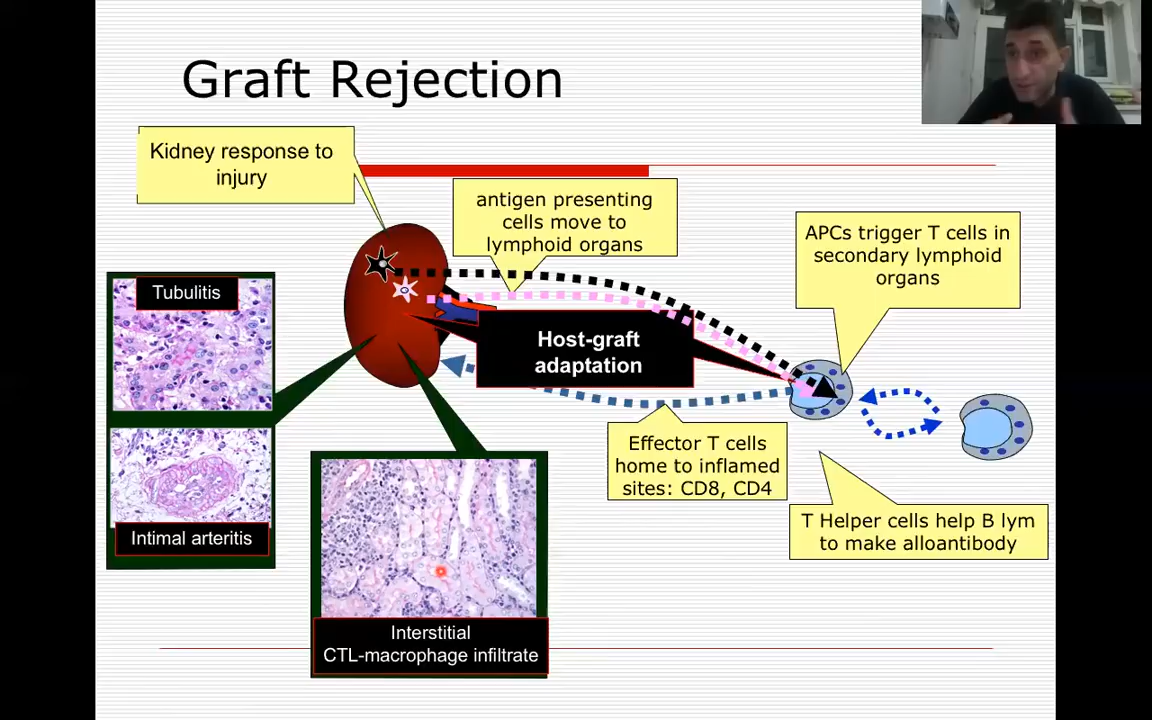 Graft Rejection
Kidney response to
injury
antigen presenting
cells move to
lymphoid organs
APCs trigger T cells in
secondary lymphoid
organs
Tubulitis
Host-graft
adaptation
Effector T cells
home to inflamed
sites: CD8, CD4
T Helper cells help B lym
to make alloantibody
Intimal arteritis
Interstitial
CTL-macrophage infiltrate